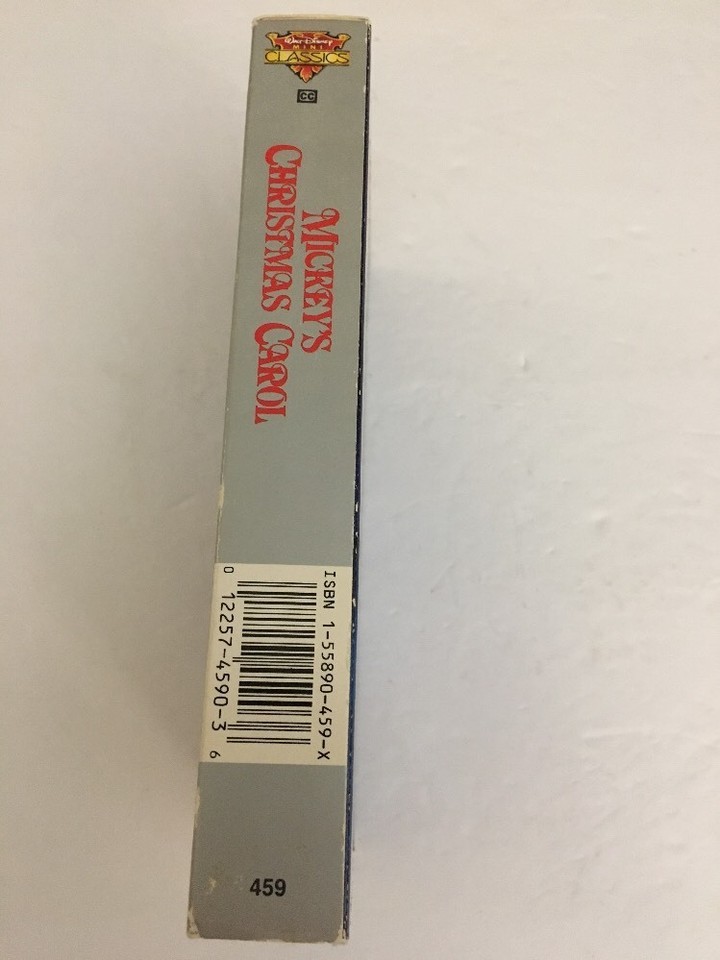 Walt Disney
MINI
CLASSICS
CC
MICKEY'S
CHRISTMAS CAROL
ISBN 1-55890-459-X
0 12257-4590-3 6
459